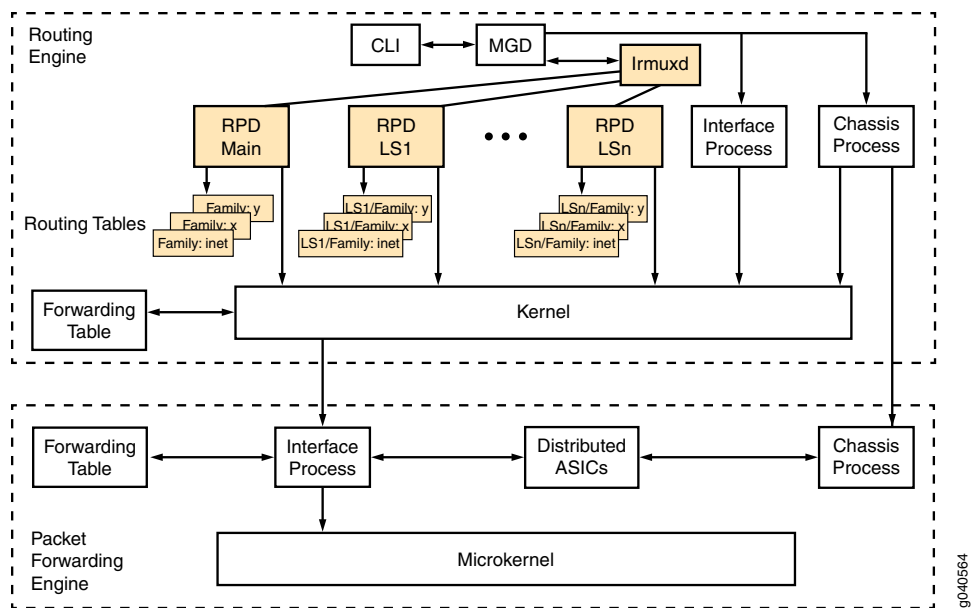 Routing
Engine
CLI
MGD
lrmuxd
RPD
Main
RPD
LS1
RPD
LSn
Interface
Process
Chassis
Process
Routing Tables
Family: y
Family: x
Family: inet
LS1/Family: y
LS1/Family: x
LS1/Family: inet
LSn/Family: y
LSn/Family: x
LSn/Family: inet
Forwarding
Table
Kernel
Forwarding
Table
Interface
Process
Distributed
ASICs
Chassis
Process
Packet
Forwarding
Engine
Microkernel
g040564